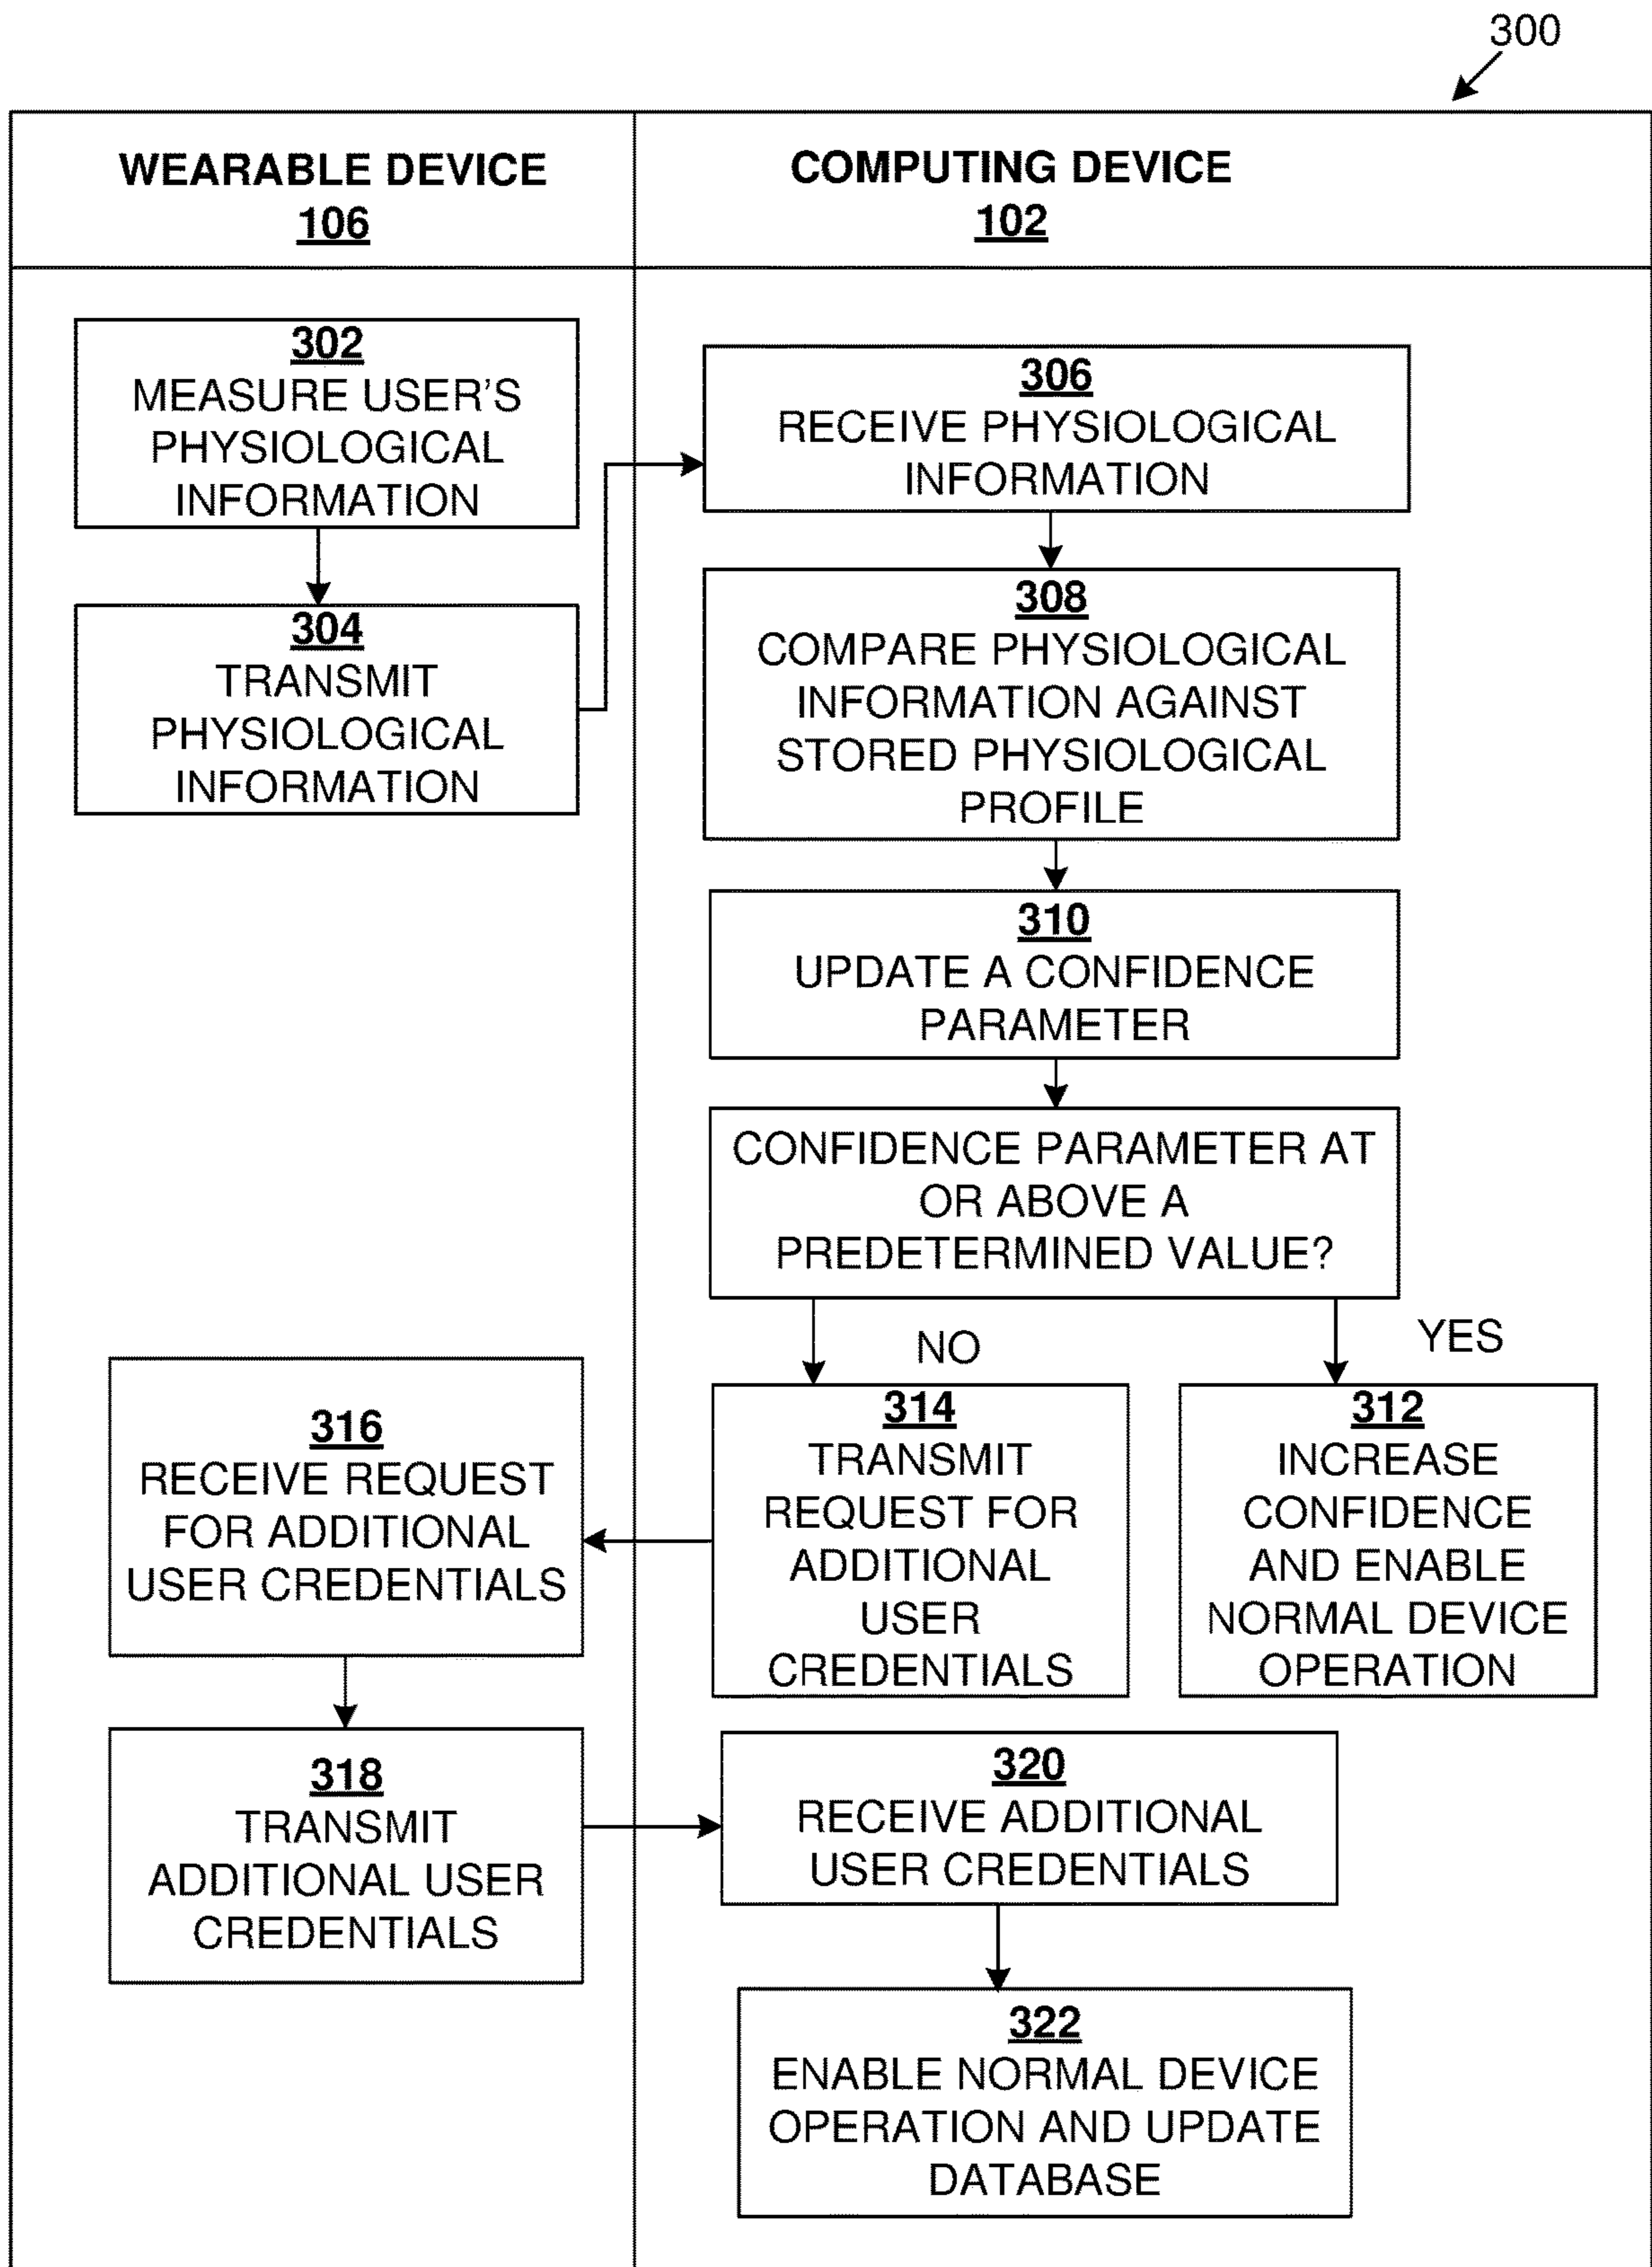 300
WEARABLE DEVICE
106
COMPUTING DEVICE
102
302
MEASURE USER'S
PHYSIOLOGICAL
INFORMATION
304
TRANSMIT
PHYSIOLOGICAL
INFORMATION
306
RECEIVE PHYSIOLOGICAL
INFORMATION
308
COMPARE PHYSIOLOGICAL
INFORMATION AGAINST
STORED PHYSIOLOGICAL
PROFILE
310
UPDATE A CONFIDENCE
PARAMETER
CONFIDENCE PARAMETER AT
OR ABOVE A
PREDETERMINED VALUE?
NO
YES
314
TRANSMIT
REQUEST FOR
ADDITIONAL
USER
CREDENTIALS
312
INCREASE
CONFIDENCE
AND ENABLE
NORMAL DEVICE
OPERATION
316
RECEIVE REQUEST
FOR ADDITIONAL
USER CREDENTIALS
318
TRANSMIT
ADDITIONAL USER
CREDENTIALS
320
RECEIVE ADDITIONAL
USER CREDENTIALS
322
ENABLE NORMAL DEVICE
OPERATION AND UPDATE
DATABASE